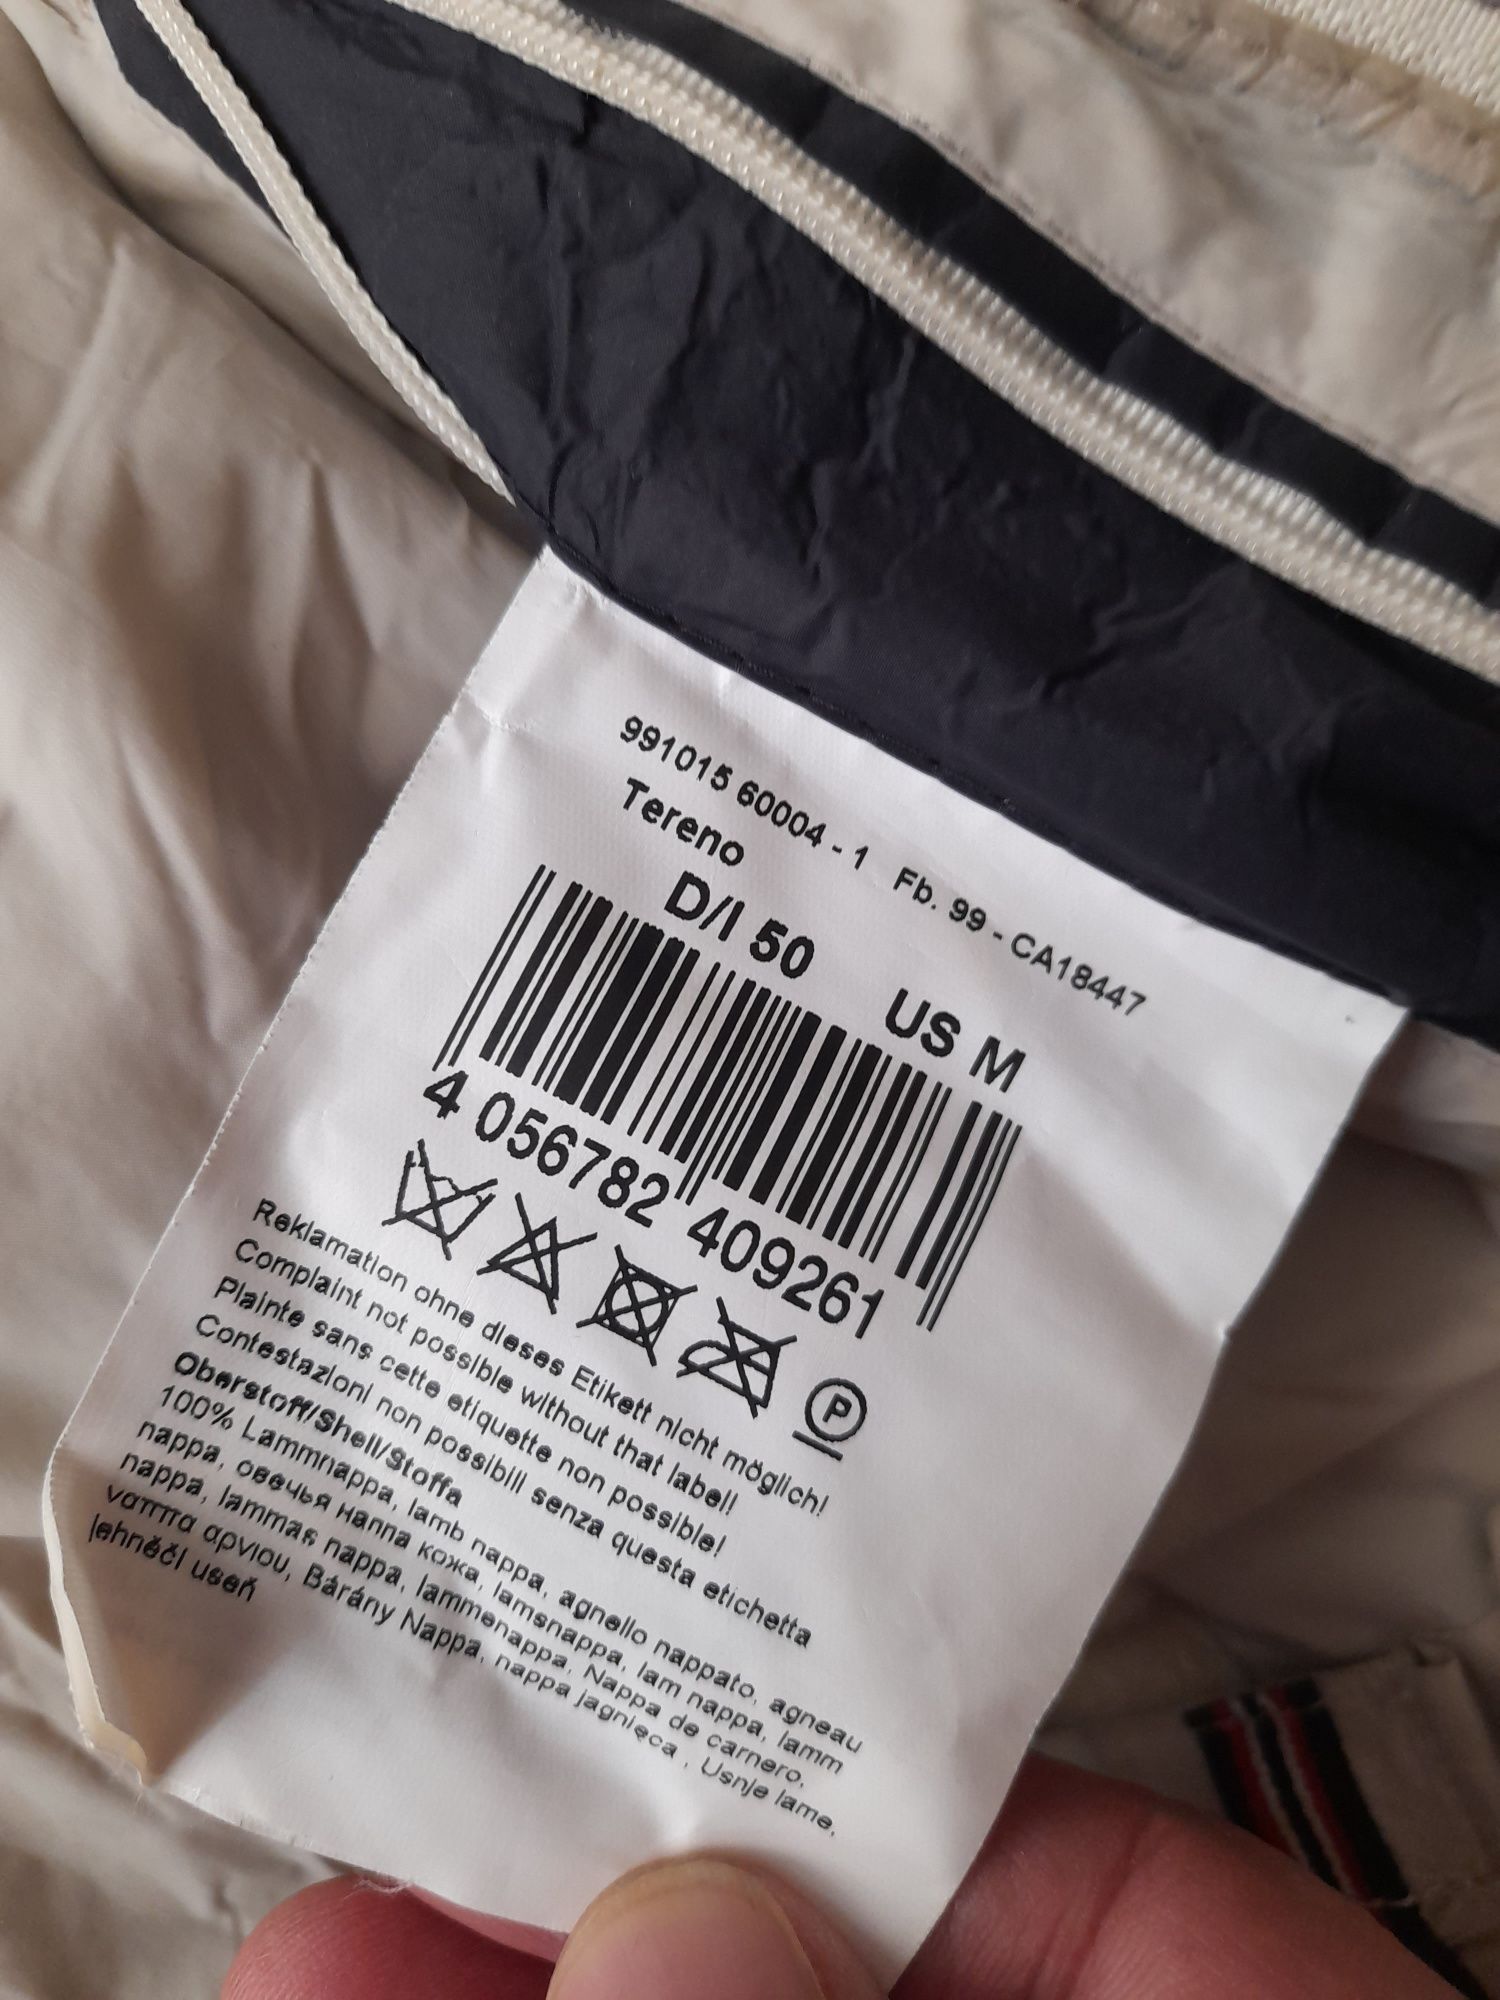 991015 60004 - 1 Fb. 99 - CA18447
Tereno
D/I 50 US M
4 056782 409261
P
Reklamation ohne dieses Etikett nicht möglich!
Complaint not possible without that label!
Plainte sans cette etiquette non possible!
Contestazioni non possibili senza questa etichetta
Oberstoff/Shell/Stoffa
100% Lammnappa, lamb nappa, agnello nappato, agneau
nappa, овечья наппа кожа, lamsnappa, lam nappa, lamm
nappa, lammas nappa, lammenappa, Nappa de carnero,
ναππα αρνιου, Bárány Nappa, nappa jagnięca , Usnje lame,
jehněčí useň